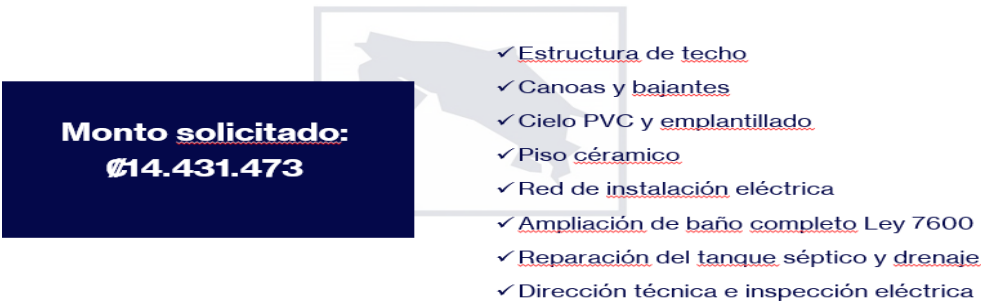 Monto solicitado:
₡14.431.473
✓ Estructura de techo
✓ Canoas y bajantes
✓ Cielo PVC y emplantillado
✓ Piso céramico
✓ Red de instalación eléctrica
✓ Ampliación de baño completo Ley 7600
✓ Reparación del tanque séptico y drenaje
✓ Dirección técnica e inspección eléctrica